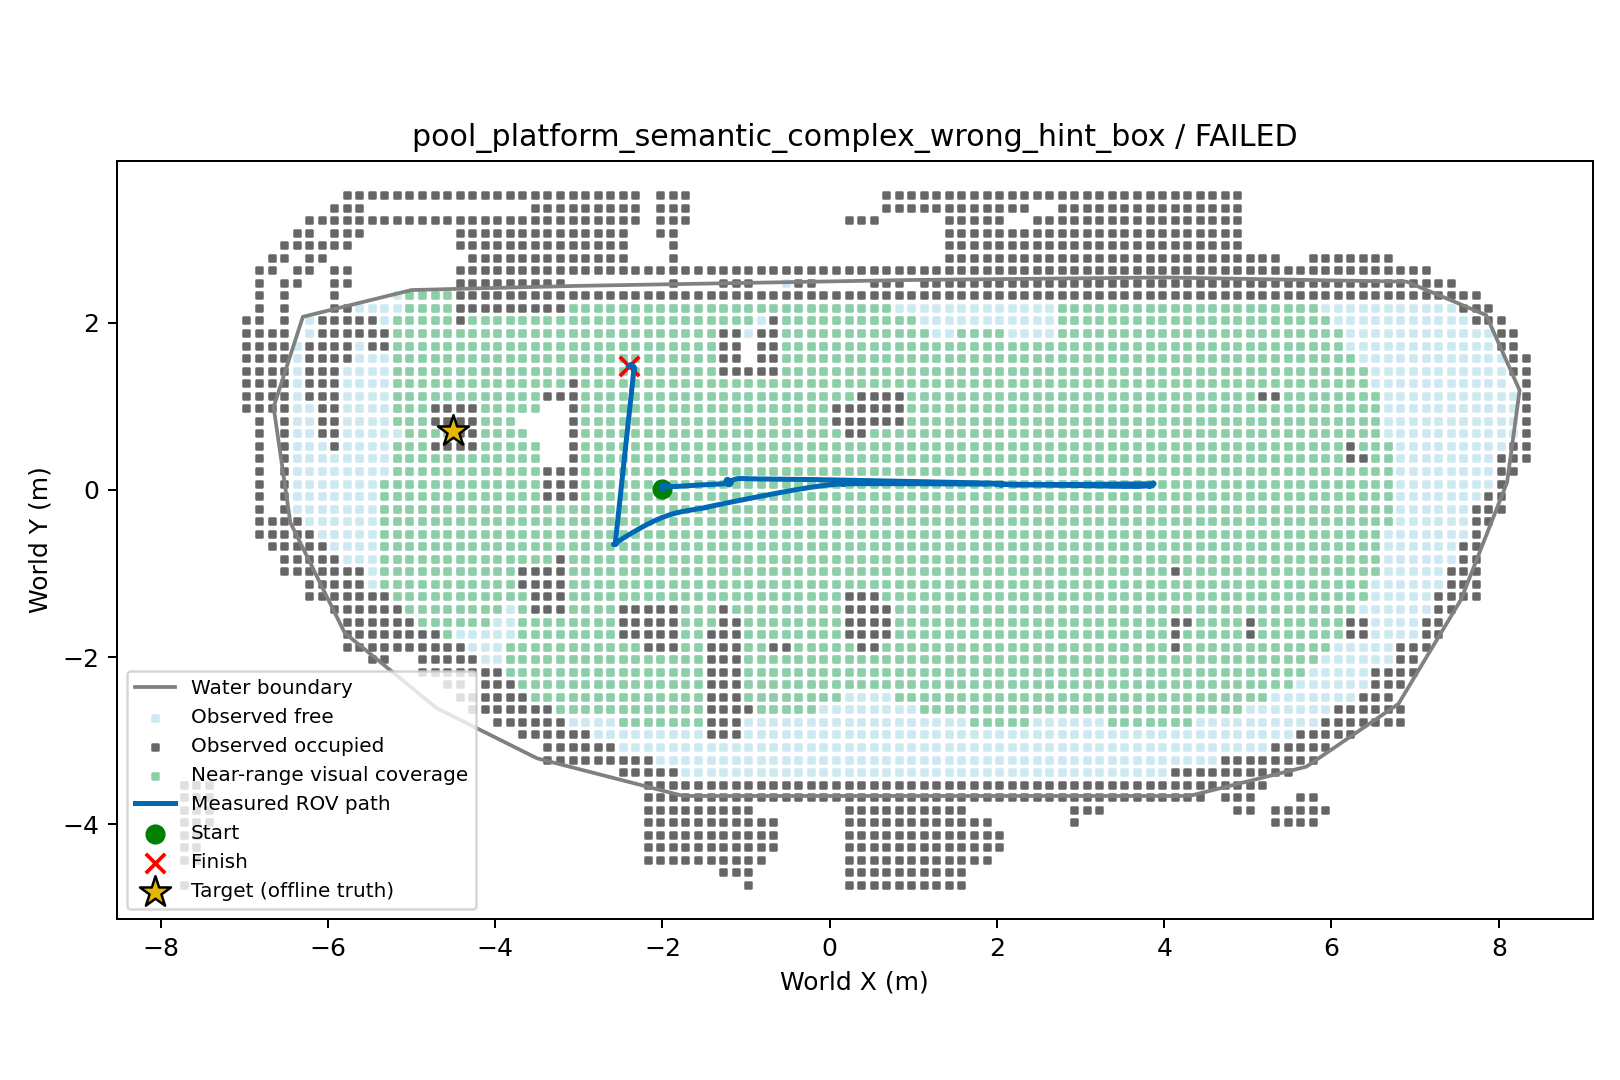 pool_platform_semantic_complex_wrong_hint_box / FAILED
World Y (m)
2
0
−2
−4
Water boundary
Observed free
Observed occupied
Near-range visual coverage
Measured ROV path
Start
Finish
Target (offline truth)
−8 −6 −4 −2 0 2 4 6 8
World X (m)